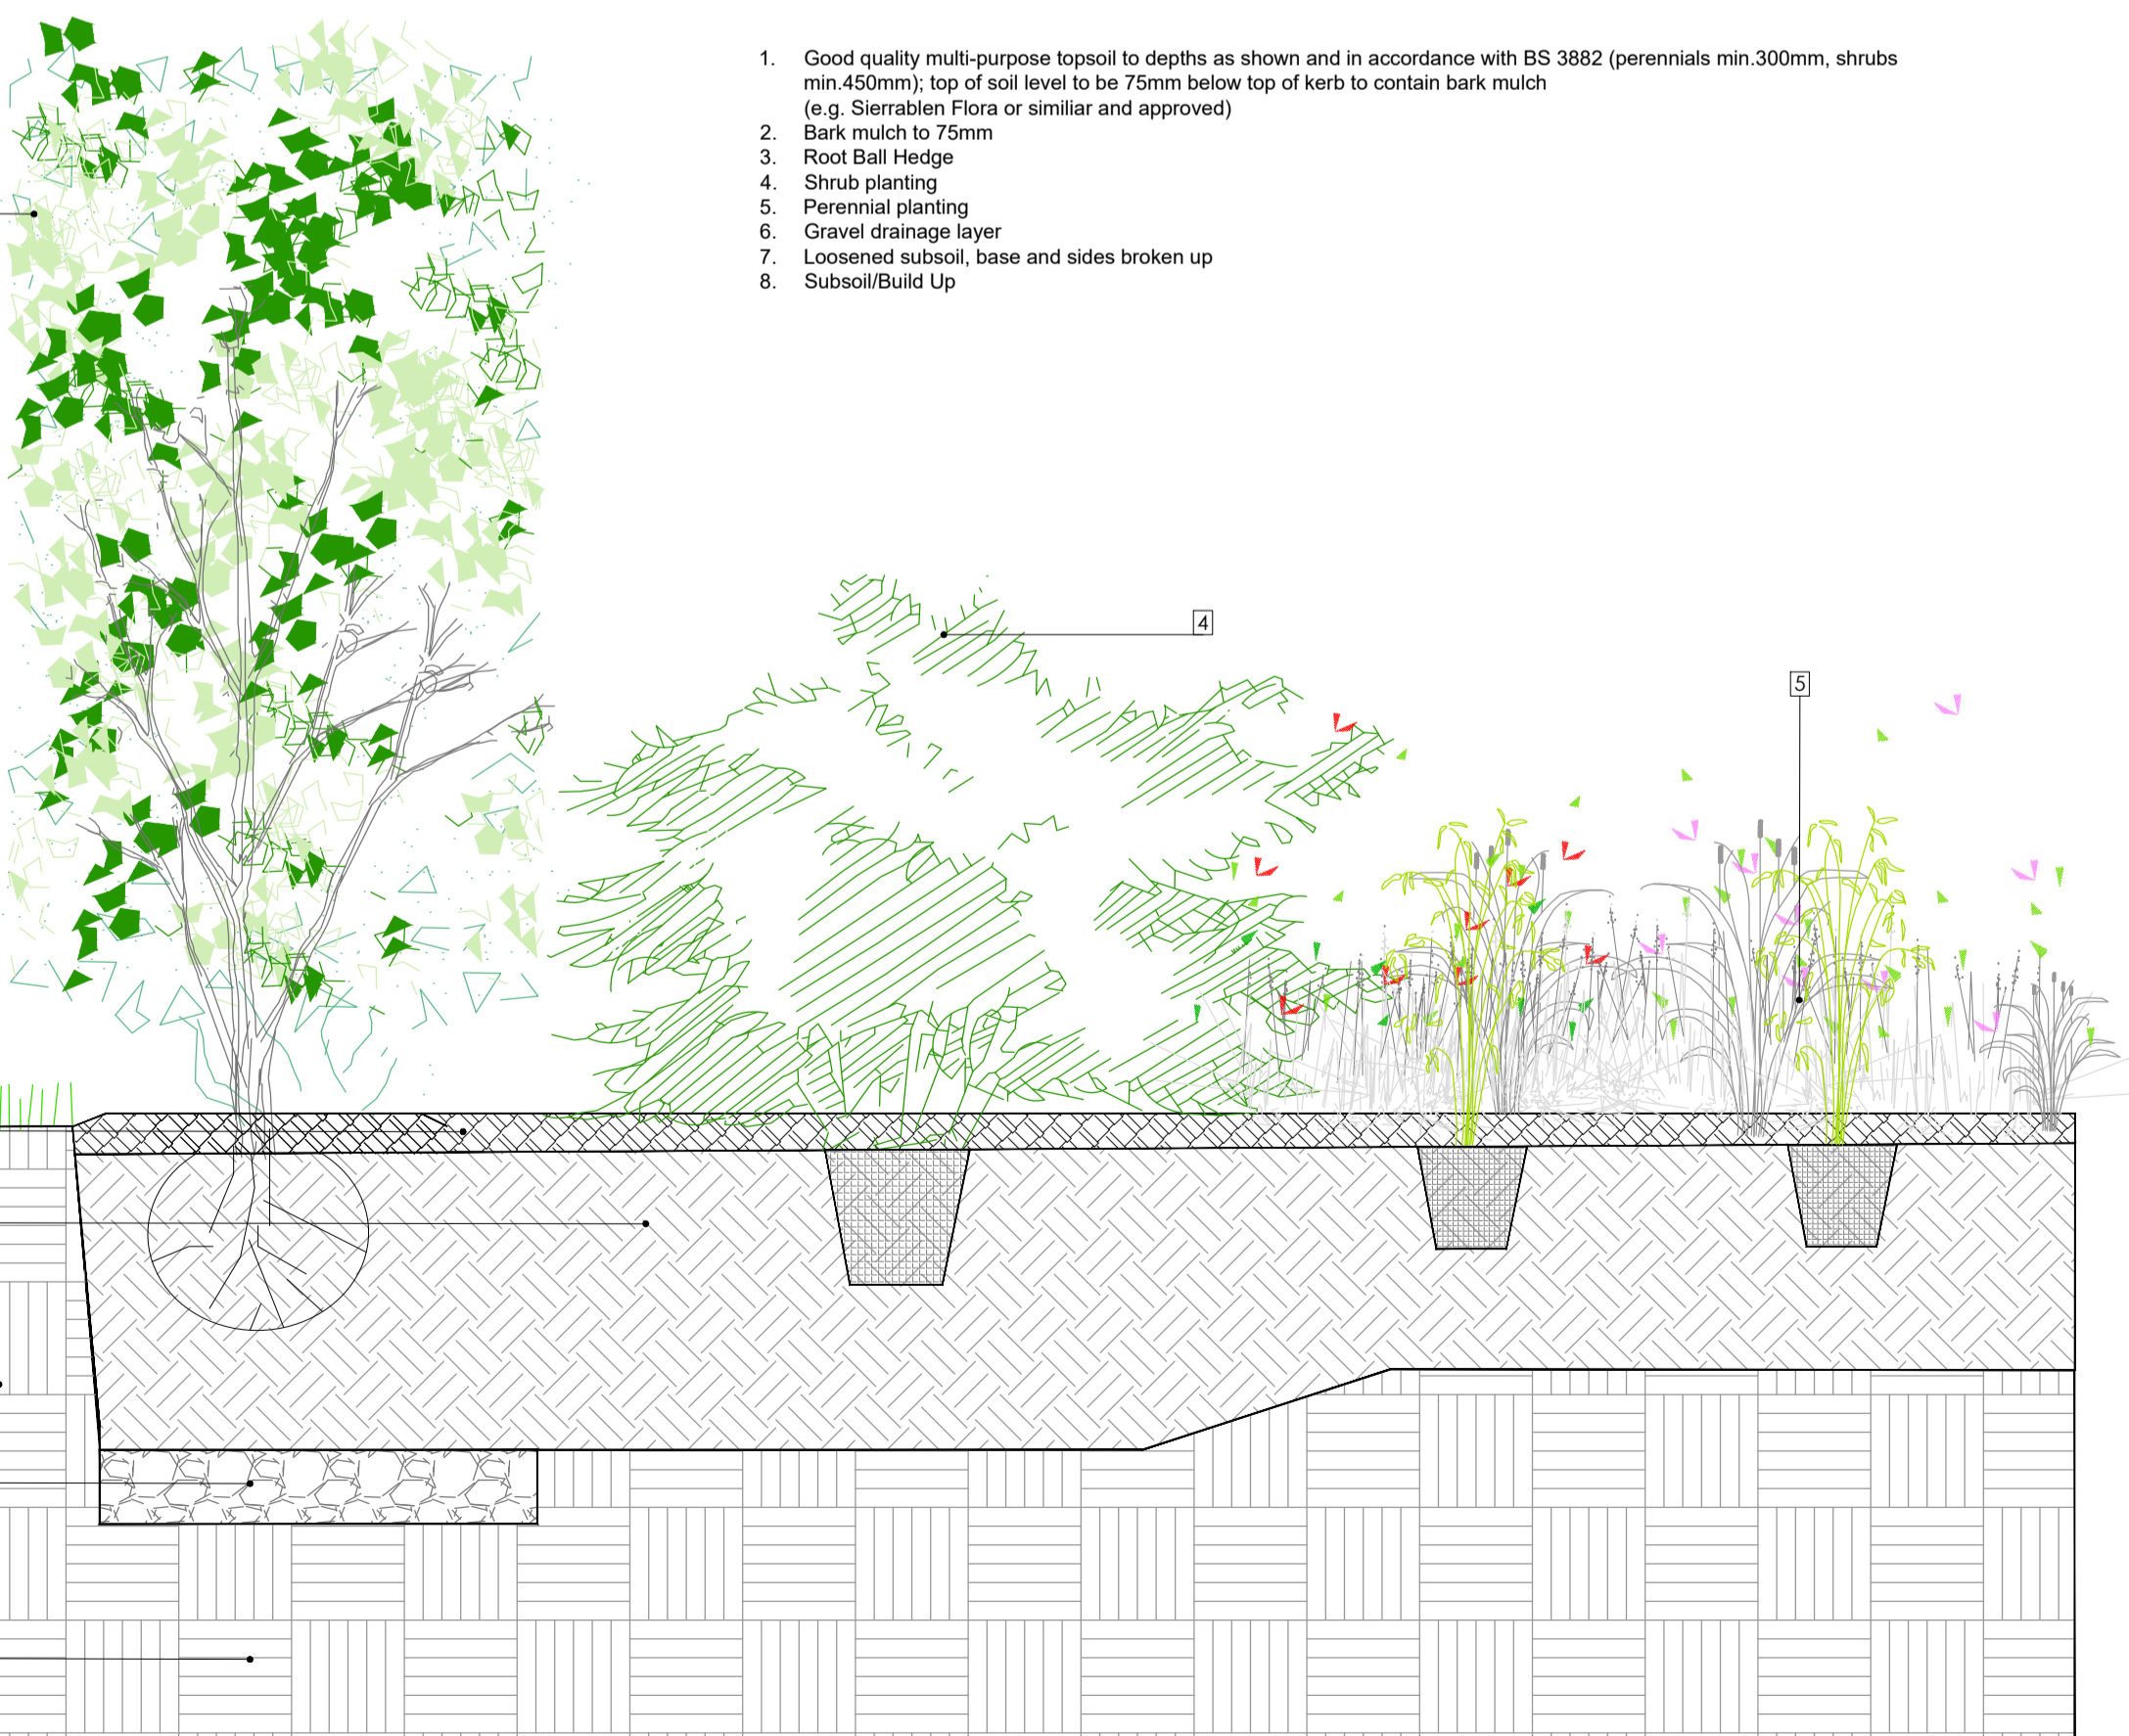 1. Good quality multi-purpose topsoil to depths as shown and in accordance with BS 3882 (perennials min.300mm, shrubs
min.450mm); top of soil level to be 75mm below top of kerb to contain bark mulch
(e.g. Sierrablen Flora or similiar and approved)
2. Bark mulch to 75mm
3. Root Ball Hedge
4. Shrub planting
5. Perennial planting
6. Gravel drainage layer
7. Loosened subsoil, base and sides broken up
8. Subsoil/Build Up
4
5